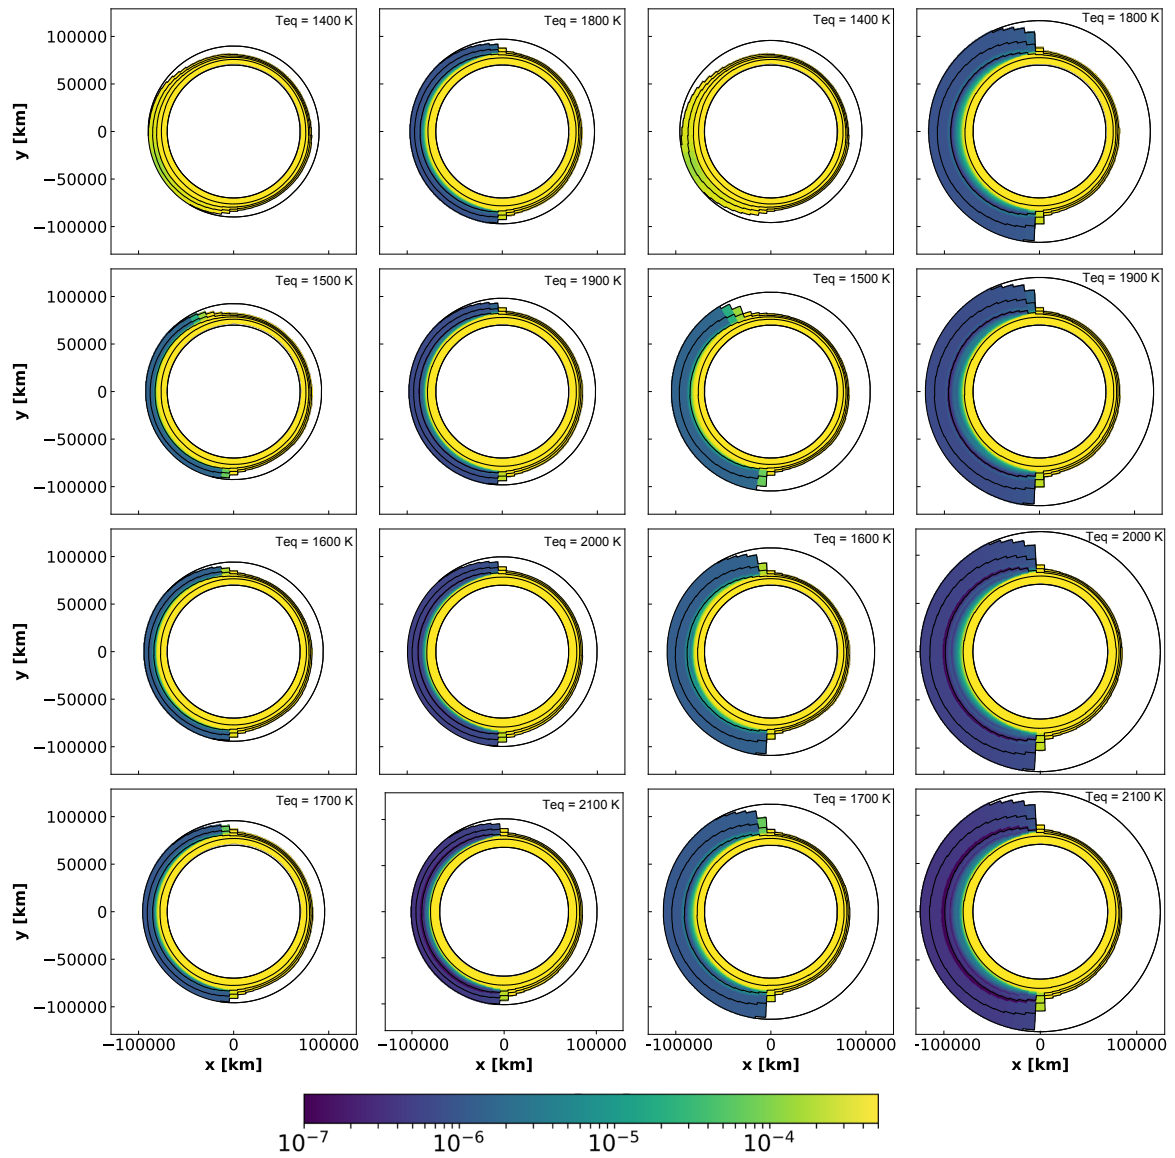 Teq = 1400 K
Teq = 1800 K
Teq = 1400 K
Teq = 1800 K
100000
50000
0
−50000
−100000
y [km]
Teq = 1500 K
Teq = 1900 K
Teq = 1500 K
Teq = 1900 K
100000
50000
0
−50000
−100000
y [km]
Teq = 1600 K
Teq = 2000 K
Teq = 1600 K
Teq = 2000 K
100000
50000
0
−50000
−100000
y [km]
Teq = 1700 K
Teq = 2100 K
Teq = 1700 K
Teq = 2100 K
100000
50000
0
−50000
−100000
y [km]
−100000 0 100000
−100000 0 100000
−100000 0 100000
−100000 0 100000
x [km]
x [km]
x [km]
x [km]
10⁻⁷ 10⁻⁶ 10⁻⁵ 10⁻⁴